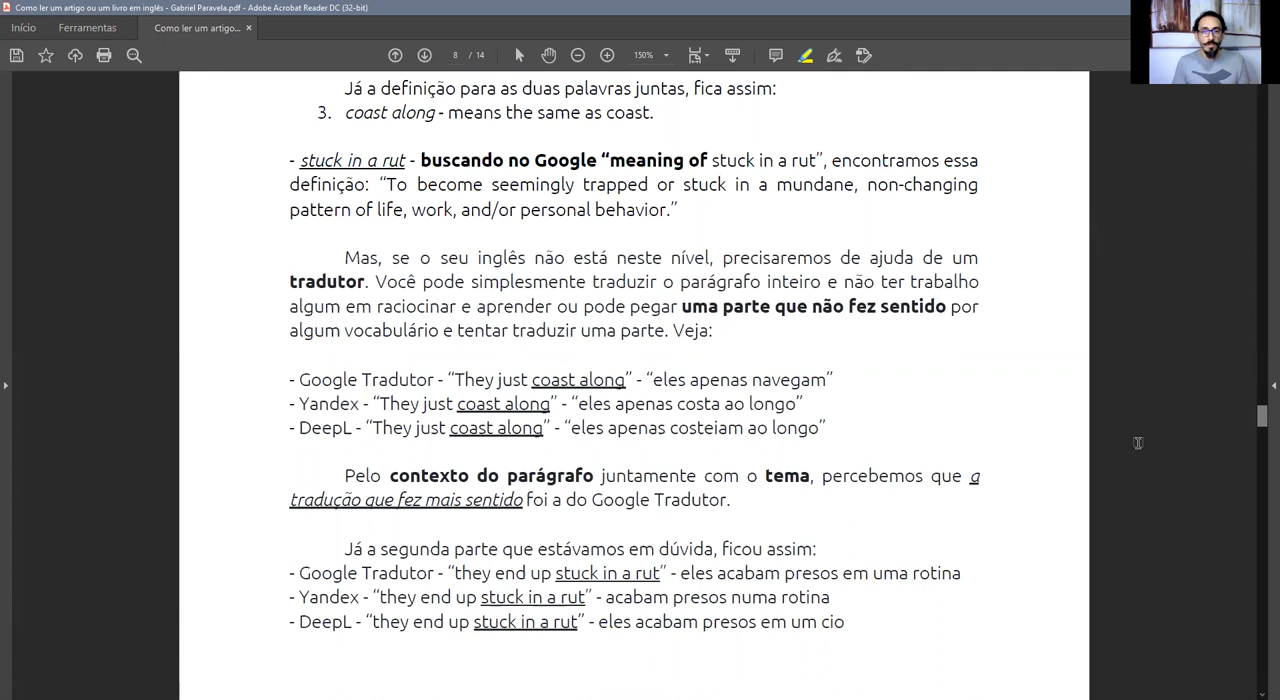 Como ler um artigo ou um livro em inglês - Gabriel Paravela.pdf - Adobe Acrobat Reader DC (32-bit)
Início Ferramentas Como ler um artigo... ×
8 / 14 150%
Já a definição para as duas palavras juntas, fica assim:
3. coast along - means the same as coast.
- stuck in a rut - buscando no Google “meaning of stuck in a rut”, encontramos essa
definição: “To become seemingly trapped or stuck in a mundane, non-changing
pattern of life, work, and/or personal behavior.”
Mas, se o seu inglês não está neste nível, precisaremos de ajuda de um
tradutor. Você pode simplesmente traduzir o parágrafo inteiro e não ter trabalho
algum em raciocinar e aprender ou pode pegar uma parte que não fez sentido por
algum vocabulário e tentar traduzir uma parte. Veja:
- Google Tradutor - “They just coast along” - “eles apenas navegam”
- Yandex - “They just coast along” - “eles apenas costa ao longo”
- DeepL - “They just coast along” - “eles apenas costeiam ao longo”
Pelo contexto do parágrafo juntamente com o tema, percebemos que a
tradução que fez mais sentido foi a do Google Tradutor.
Já a segunda parte que estávamos em dúvida, ficou assim:
- Google Tradutor - “they end up stuck in a rut” - eles acabam presos em uma rotina
- Yandex - “they end up stuck in a rut” - acabam presos numa rotina
- DeepL - “they end up stuck in a rut” - eles acabam presos em um cio